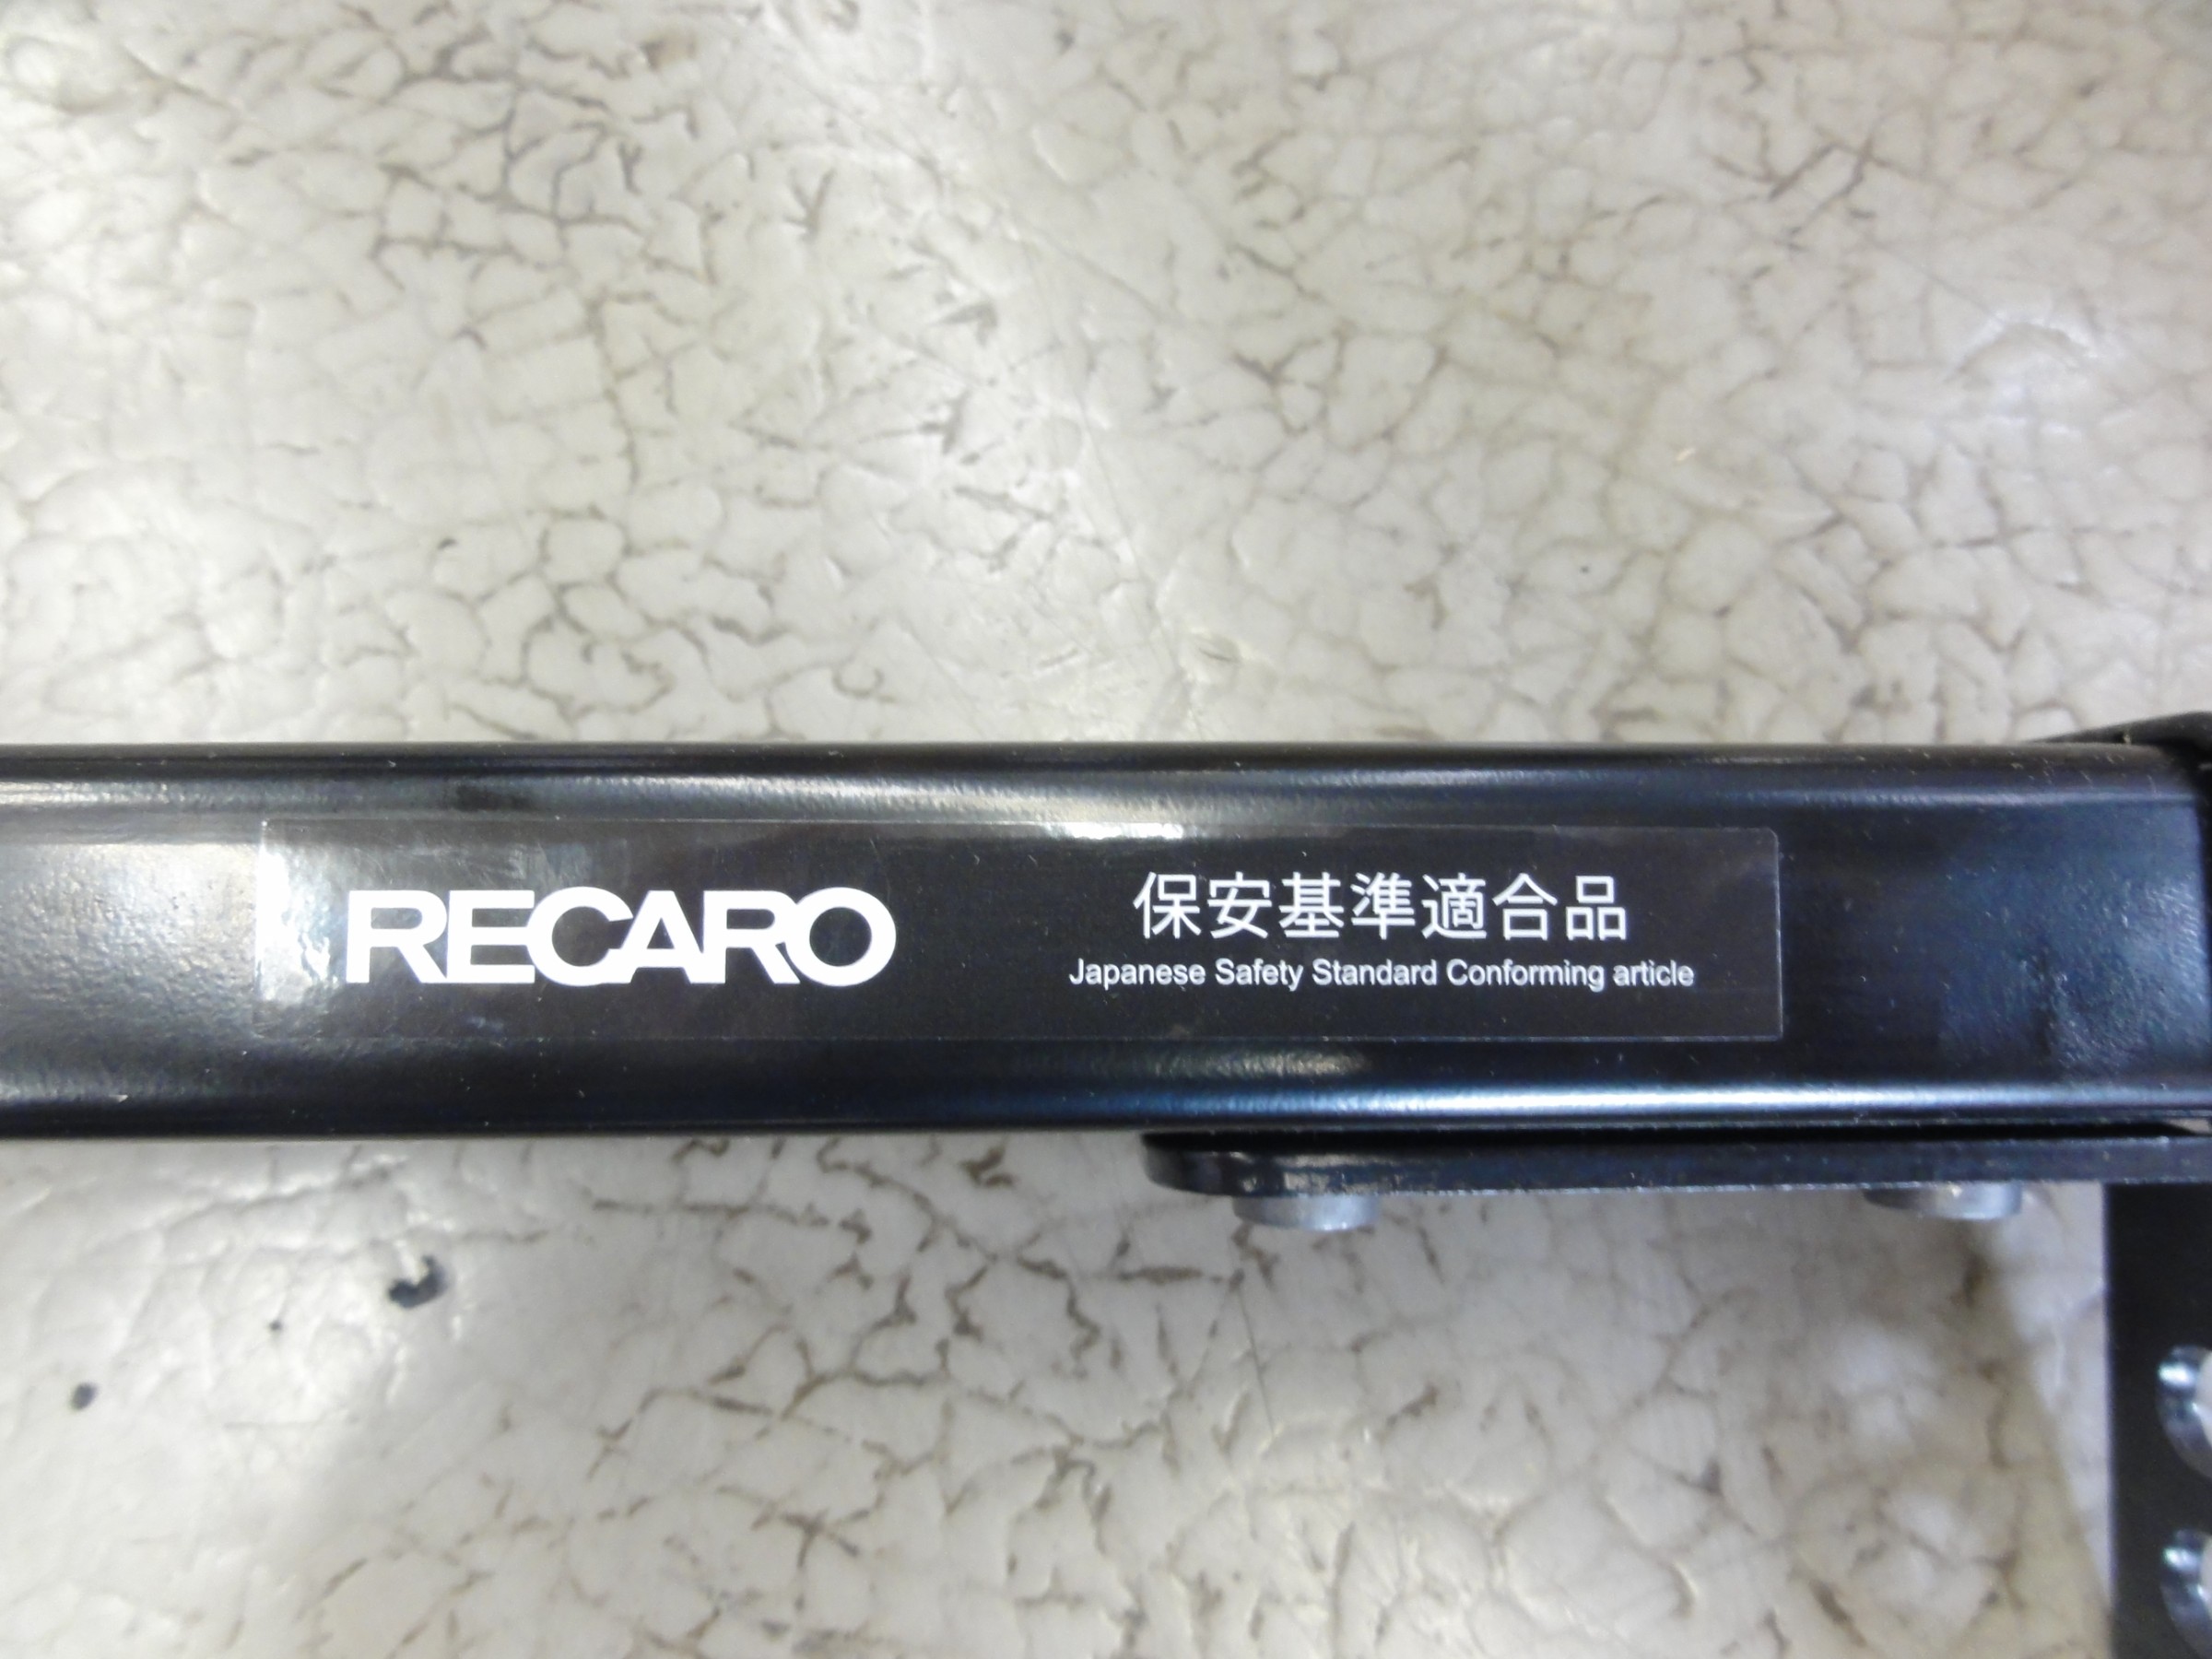 RECARO
保安基準適合品
Japanese Safety Standard Conforming article